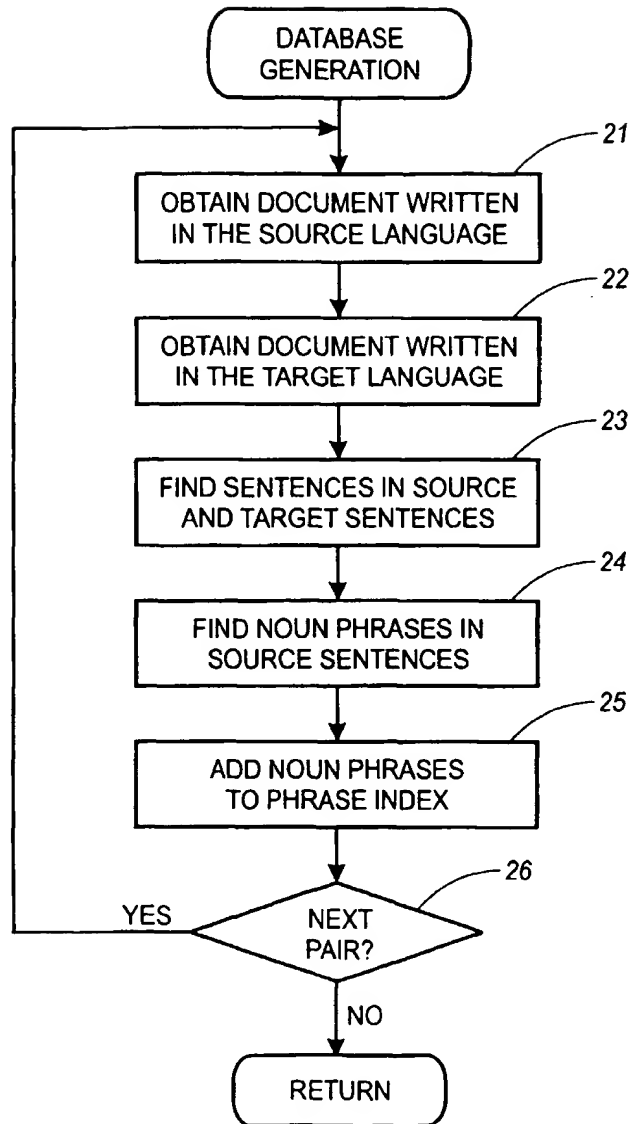 DATABASE
GENERATION
21
OBTAIN DOCUMENT WRITTEN
IN THE SOURCE LANGUAGE
22
OBTAIN DOCUMENT WRITTEN
IN THE TARGET LANGUAGE
23
FIND SENTENCES IN SOURCE
AND TARGET SENTENCES
24
FIND NOUN PHRASES IN
SOURCE SENTENCES
25
ADD NOUN PHRASES
TO PHRASE INDEX
26
YES
NEXT
PAIR?
NO
RETURN